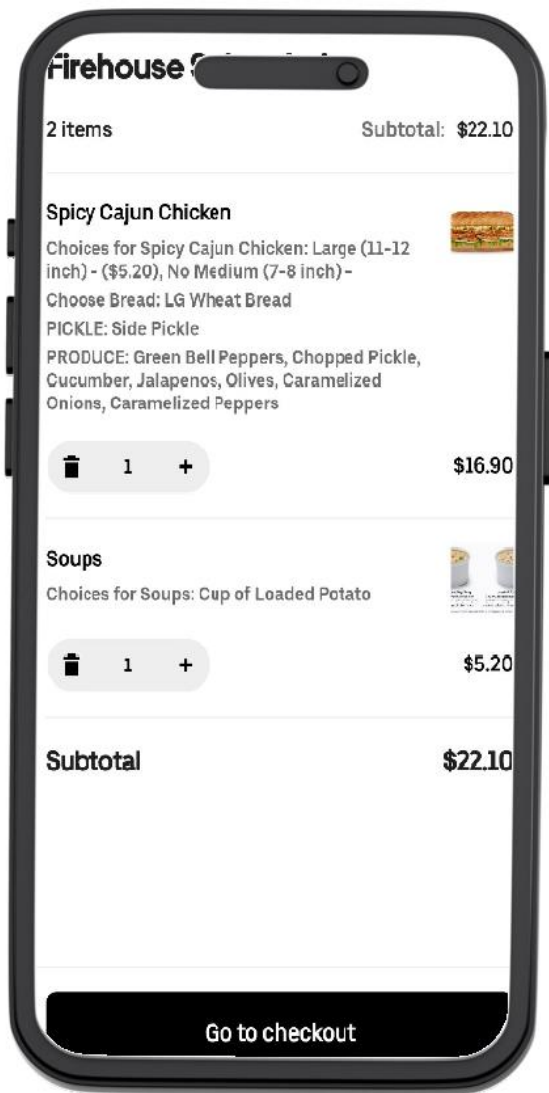 Firehouse
2 items
Subtotal: $22.10
Spicy Cajun Chicken
Choices for Spicy Cajun Chicken: Large (11-12
inch) - ($5.20), No Medium (7-8 inch) -
Choose Bread: LG Wheat Bread
PICKLE: Side Pickle
PRODUCE: Green Bell Peppers, Chopped Pickle,
Cucumber, Jalapenos, Olives, Caramelized
Onions, Caramelized Peppers
1 +
$16.90
Soups
Choices for Soups: Cup of Loaded Potato
1 +
$5.20
Subtotal
$22.10
Go to checkout